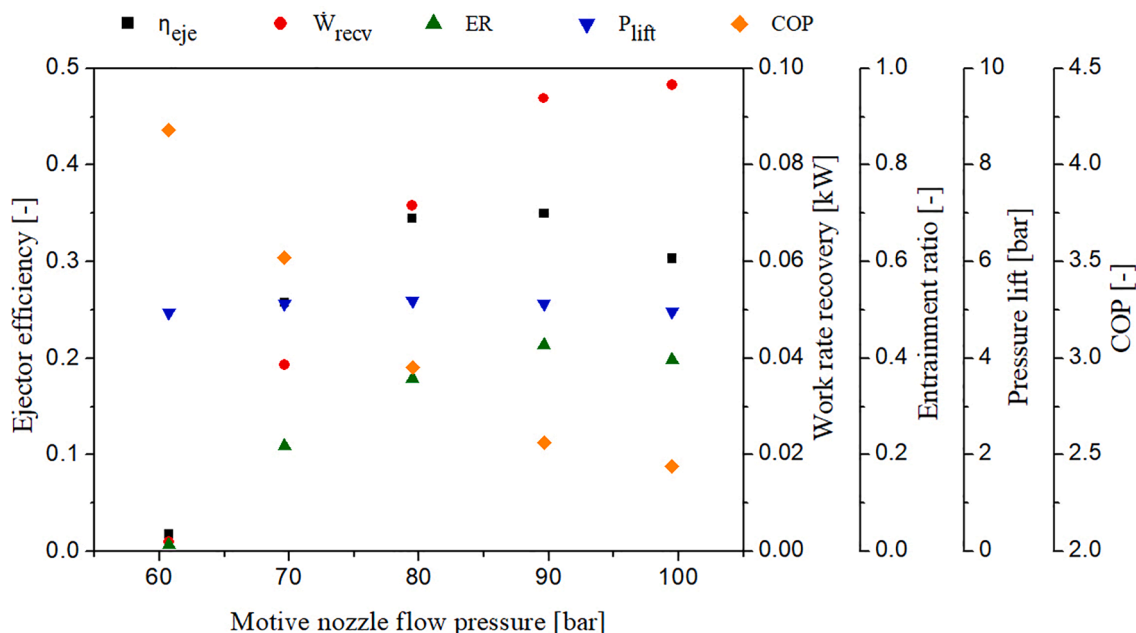 η_eje Ẇ_recv ER P_lift COP
0.5 0.10 1.0 10 4.5
0.4 0.08 0.8 8 4.0
0.3 0.06 0.6 6 3.5
0.2 0.04 0.4 4 3.0
0.1 0.02 0.2 2 2.5
0.0 0.00 0.0 0 2.0
Ejector efficiency [-]
Work rate recovery [kW]
Entrainment ratio [-]
Pressure lift [bar]
COP [-]
60 70 80 90 100
Motive nozzle flow pressure [bar]